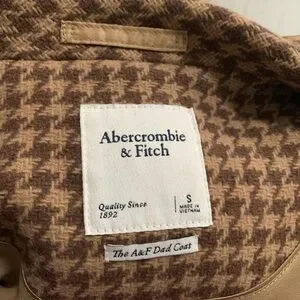 Abercrombie
& Fitch
Quality Since
1892
S
MADE IN
VIETNAM
The A&F Dad Coat